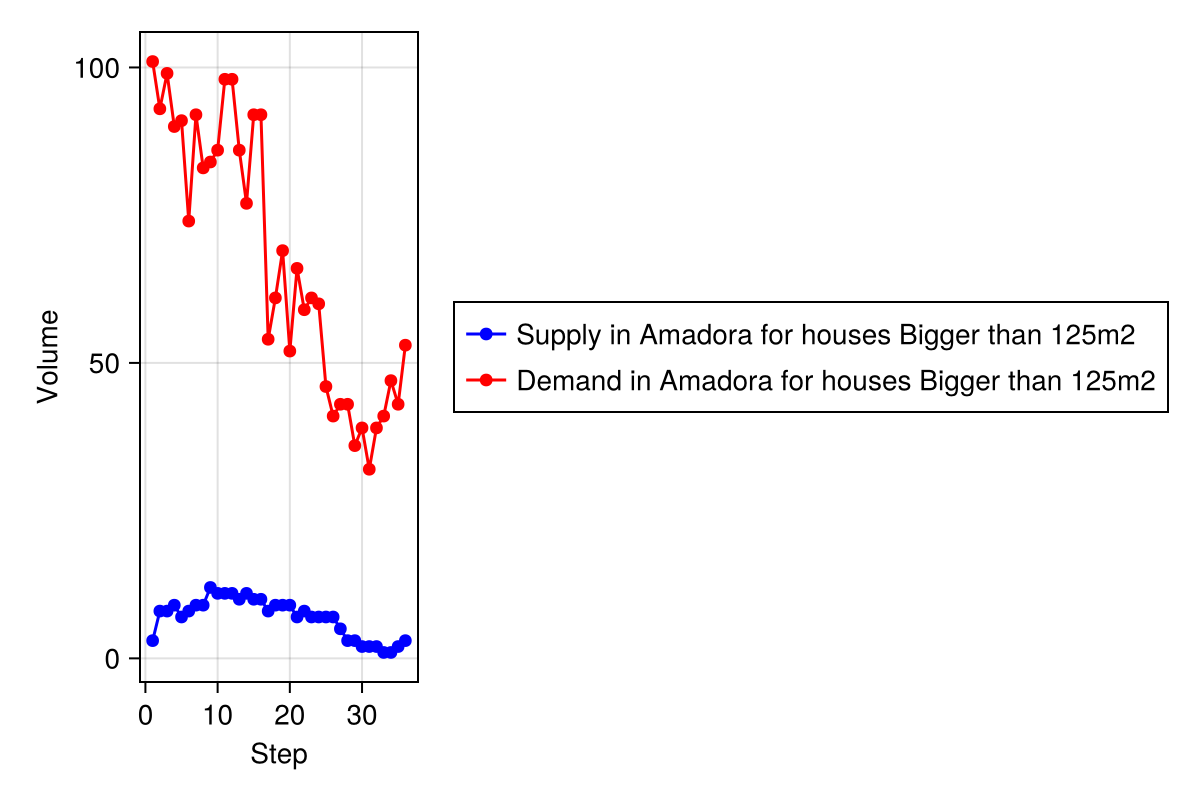 Volume
100
50
0
0 10 20 30
Step
Supply in Amadora for houses Bigger than 125m2
Demand in Amadora for houses Bigger than 125m2